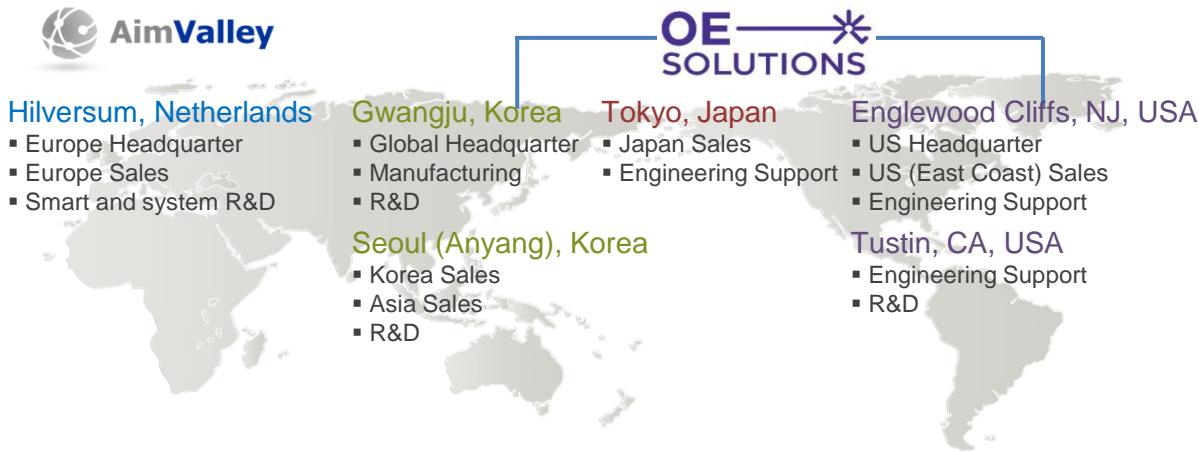 AimValley
OE
SOLUTIONS
Hilversum, Netherlands
▪ Europe Headquarter
▪ Europe Sales
▪ Smart and system R&D
Gwangju, Korea
▪ Global Headquarter
▪ Manufacturing
▪ R&D
Seoul (Anyang), Korea
▪ Korea Sales
▪ Asia Sales
▪ R&D
Tokyo, Japan
▪ Japan Sales
▪ Engineering Support
Englewood Cliffs, NJ, USA
▪ US Headquarter
▪ US (East Coast) Sales
▪ Engineering Support
Tustin, CA, USA
▪ Engineering Support
▪ R&D